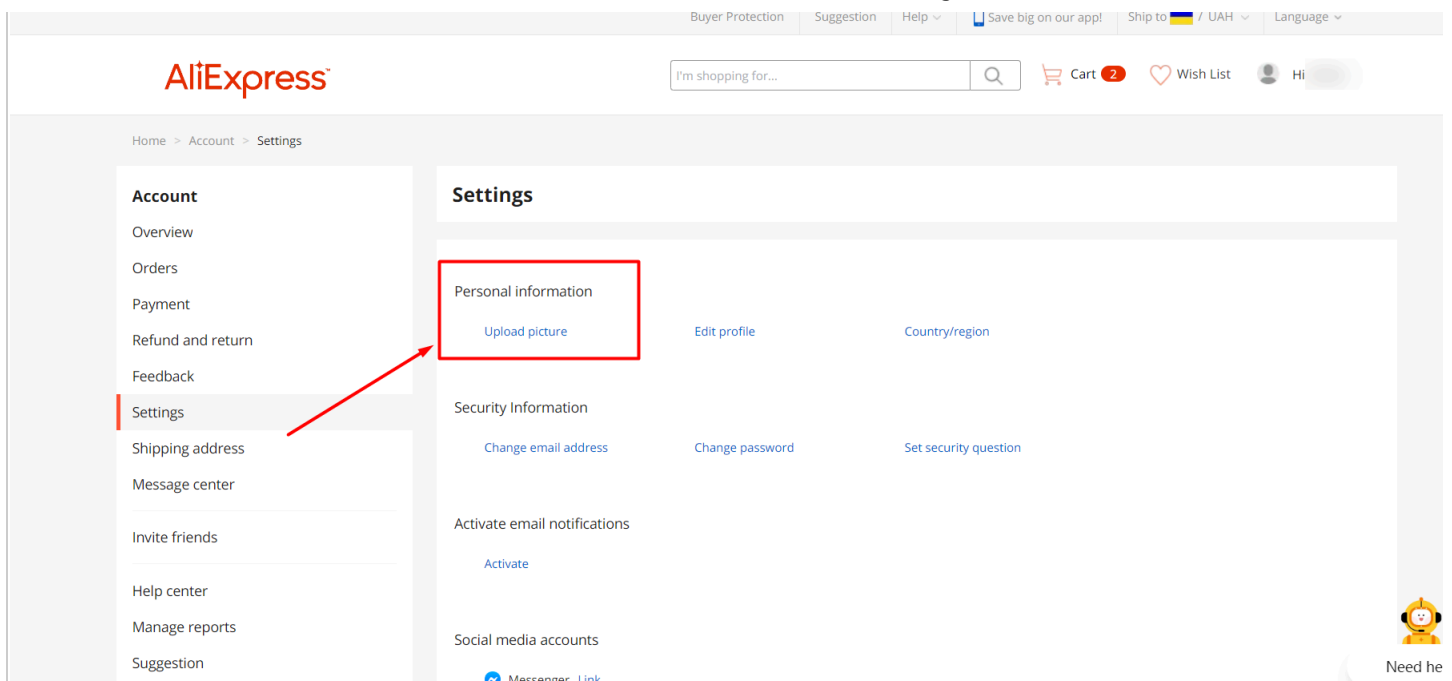 Buyer Protection Suggestion Help Save big on our app! Ship to / UAH Language
AliExpress
I'm shopping for... Cart 2 Wish List Hi
Home > Account > Settings
Account
Overview
Orders
Payment
Refund and return
Feedback
Settings
Shipping address
Message center
Invite friends
Help center
Manage reports
Suggestion
Settings
Personal information
Upload picture Edit profile Country/region
Security Information
Change email address Change password Set security question
Activate email notifications
Activate
Social media accounts
Messenger Link
Need he